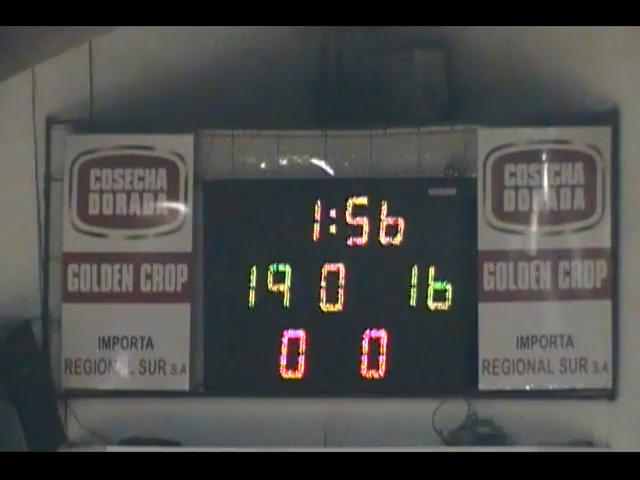 COSECHA
DORADA
GOLDEN CROP
IMPORTA
REGIONAL SUR S.A
1:56
19 0 16
0 0
COSECHA
DORADA
GOLDEN CROP
IMPORTA
REGIONAL SUR S.A